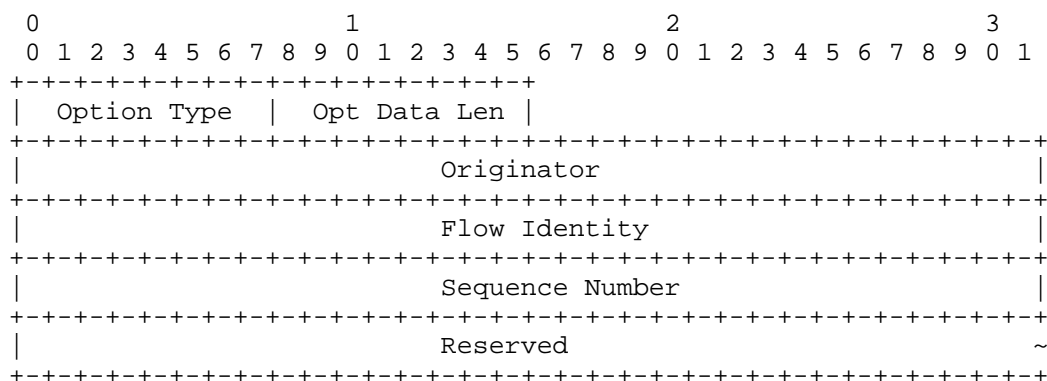 0                   1                   2                   3
 0 1 2 3 4 5 6 7 8 9 0 1 2 3 4 5 6 7 8 9 0 1 2 3 4 5 6 7 8 9 0 1
+-+-+-+-+-+-+-+-+-+-+-+-+-+-+-+-+
|  Option Type  |  Opt Data Len |
+-+-+-+-+-+-+-+-+-+-+-+-+-+-+-+-+-+-+-+-+-+-+-+-+-+-+-+-+-+-+-+-+
|                          Originator                           |
+-+-+-+-+-+-+-+-+-+-+-+-+-+-+-+-+-+-+-+-+-+-+-+-+-+-+-+-+-+-+-+-+
|                          Flow Identity                        |
+-+-+-+-+-+-+-+-+-+-+-+-+-+-+-+-+-+-+-+-+-+-+-+-+-+-+-+-+-+-+-+-+
|                          Sequence Number                      |
+-+-+-+-+-+-+-+-+-+-+-+-+-+-+-+-+-+-+-+-+-+-+-+-+-+-+-+-+-+-+-+-+
|                          Reserved                             ~
+-+-+-+-+-+-+-+-+-+-+-+-+-+-+-+-+-+-+-+-+-+-+-+-+-+-+-+-+-+-+-+-+